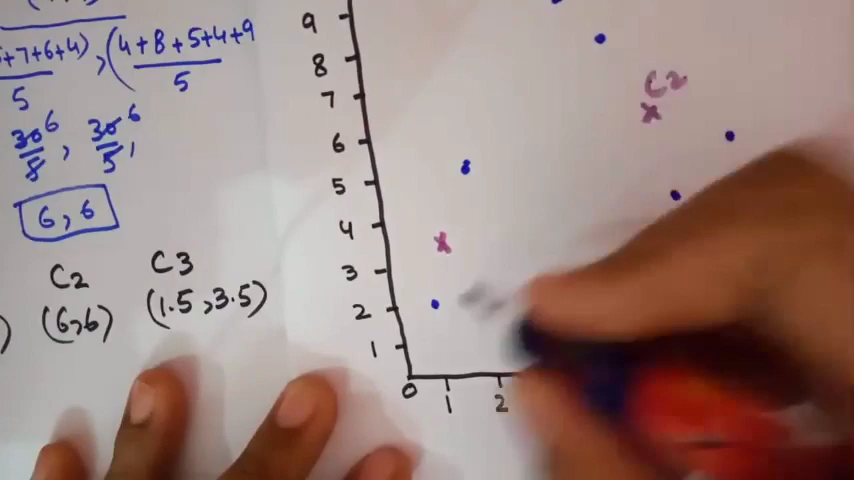 +7+6+4) , (4+8+5+4+9
5 5
30 6 , 30 6 ,
8 5
6,6
C2 C3
) (6,6) (1.5,3.5)
9
8
7
6
5
4
3
2
1
0 1 2
C2
x
x